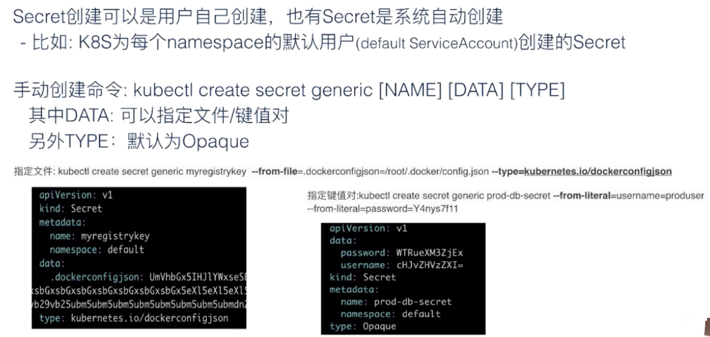 Secret创建可以是用户自己创建，也有Secret是系统自动创建
- 比如: K8S为每个namespace的默认用户(default ServiceAccount)创建的Secret
手动创建命令: kubectl create secret generic [NAME] [DATA] [TYPE]
其中DATA: 可以指定文件/键值对
另外TYPE：默认为Opaque
指定文件: kubectl create secret generic myregistrykey --from-file=.dockerconfigjson=/root/.docker/config.json --type=kubernetes.io/dockerconfigjson
apiVersion: v1
kind: Secret
metadata:
name: myregistrykey
namespace: default
data:
.dockerconfigjson:
type: kubernetes.io/dockerconfigjson
指定键值对:kubectl create secret generic prod-db-secret --from-literal=username=produser
--from-literal=password=Y4nys7f11
apiVersion: v1
data:
password: WTRueXM3ZjEx
username: cHJvZHVzZXI=
kind: Secret
metadata:
name: prod-db-secret
namespace: default
type: Opaque